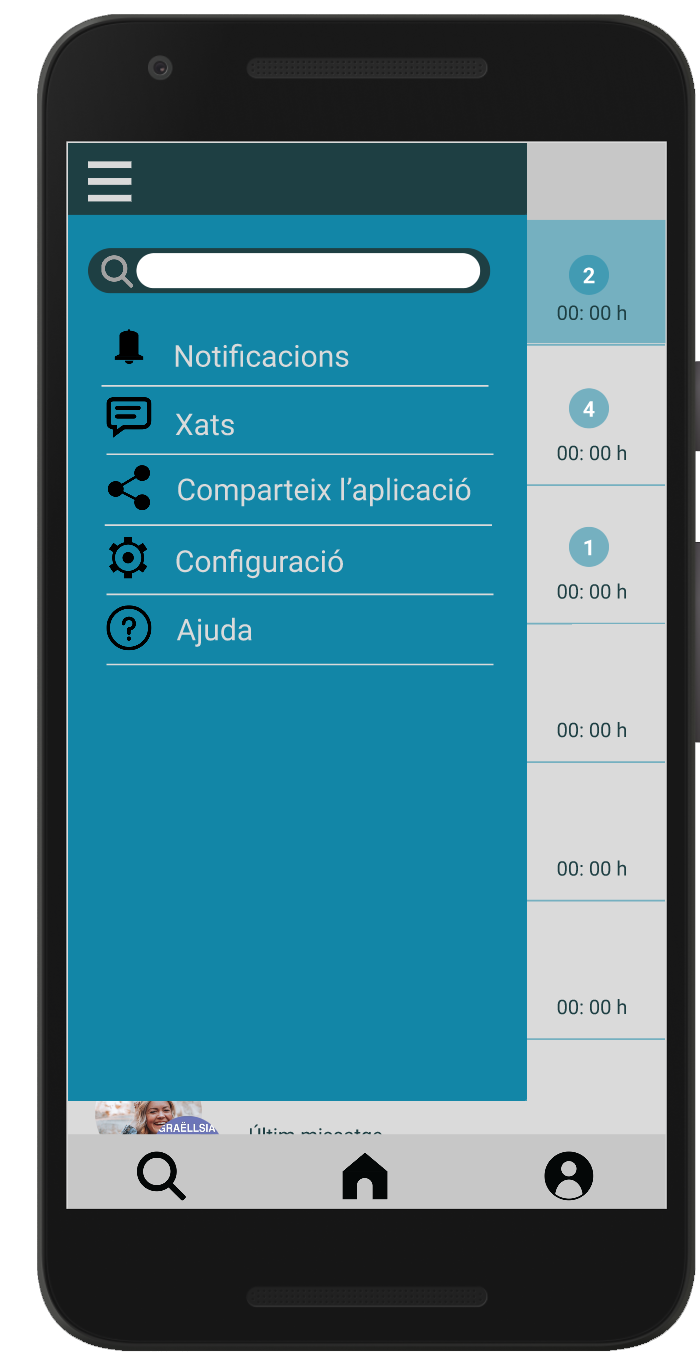 2
00: 00 h
Notificacions
4
Xats
00: 00 h
Comparteix l’aplicació
1
Configuració
00: 00 h
Ajuda
00: 00 h
00: 00 h
00: 00 h
GRAËLLSIA
Últim missatge